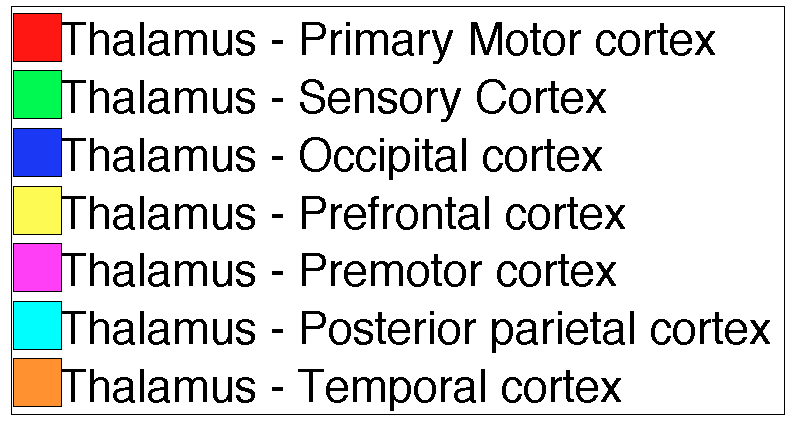 Thalamus - Primary Motor cortex
Thalamus - Sensory Cortex
Thalamus - Occipital cortex
Thalamus - Prefrontal cortex
Thalamus - Premotor cortex
Thalamus - Posterior parietal cortex
Thalamus - Temporal cortex